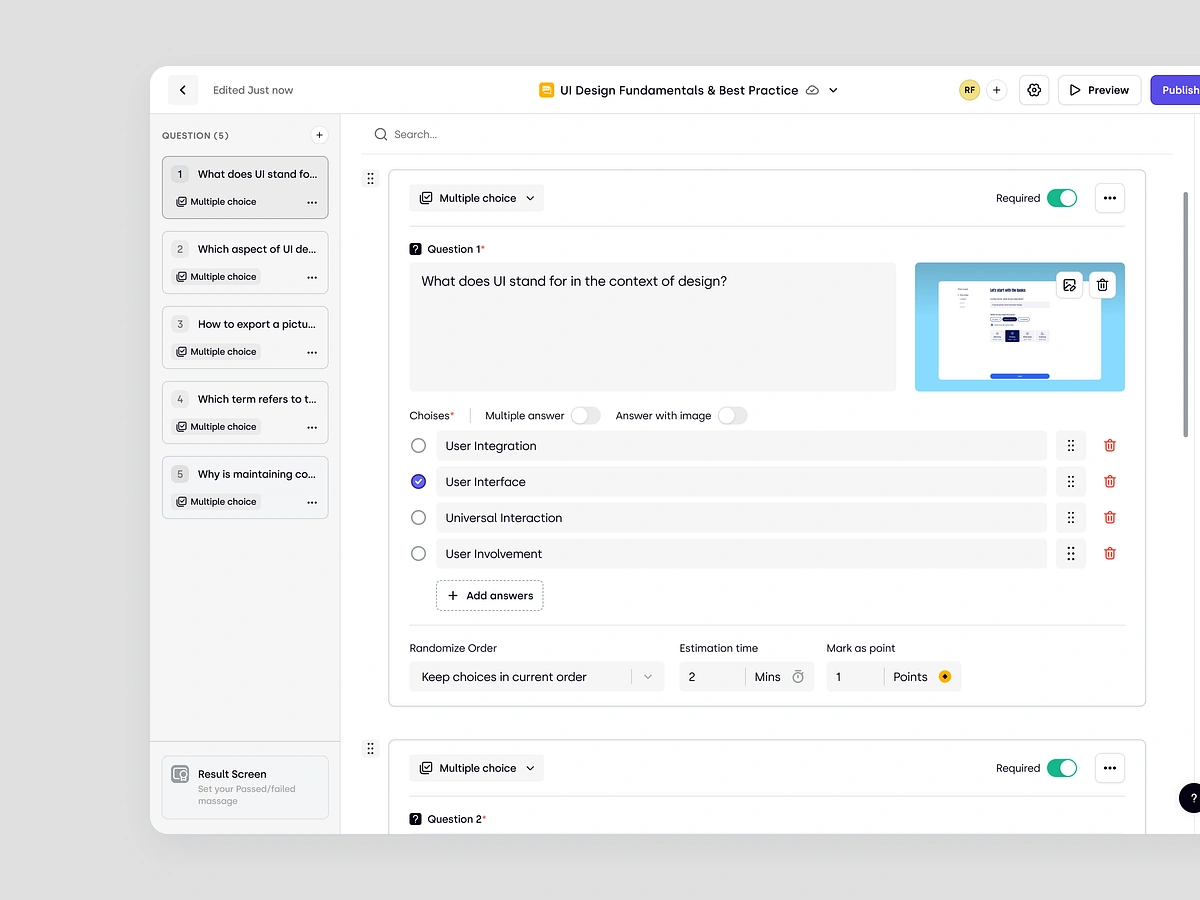 Edited Just now
UI Design Fundamentals & Best Practice
RF
Preview
Publish
QUESTION (5)
1 What does UI stand fo...
Multiple choice
2 Which aspect of UI de...
Multiple choice
3 How to export a pictu...
Multiple choice
4 Which term refers to t...
Multiple choice
5 Why is maintaining co...
Multiple choice
Result Screen
Set your Passed/failed
massage
Search...
Multiple choice
Required
Question 1*
What does UI stand for in the context of design?
Let's start with the basics
Choises* Multiple answer Answer with image
User Integration
User Interface
Universal Interaction
User Involvement
Add answers
Randomize Order Estimation time Mark as point
Keep choices in current order 2 Mins 1 Points
Multiple choice
Required
Question 2*
?